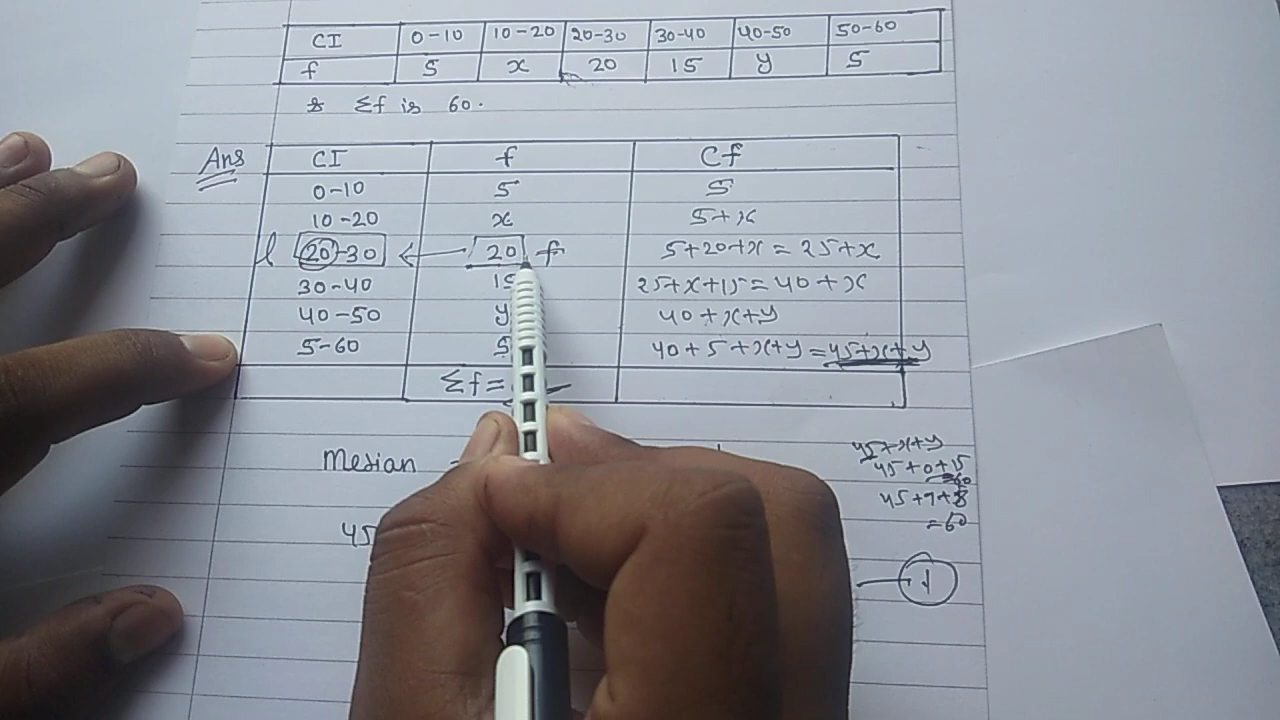 CI 0-10 10-20 20-30 30-40 40-50 50-60
f 5 x 20 15 y 5
& Σf is 60.
Ans
CI f Cf
0-10 5 5
10-20 x 5+x
l 20-30 ← 20 f 5+20+x = 25+x
30-40 15 25+x+15 = 40+x
40-50 y 40+x+y
5-60 5 40+5+x+y = 45+x+y
Σf=
Median
45+x+y
45+0+15
=60
45+7+8
=60
45
1